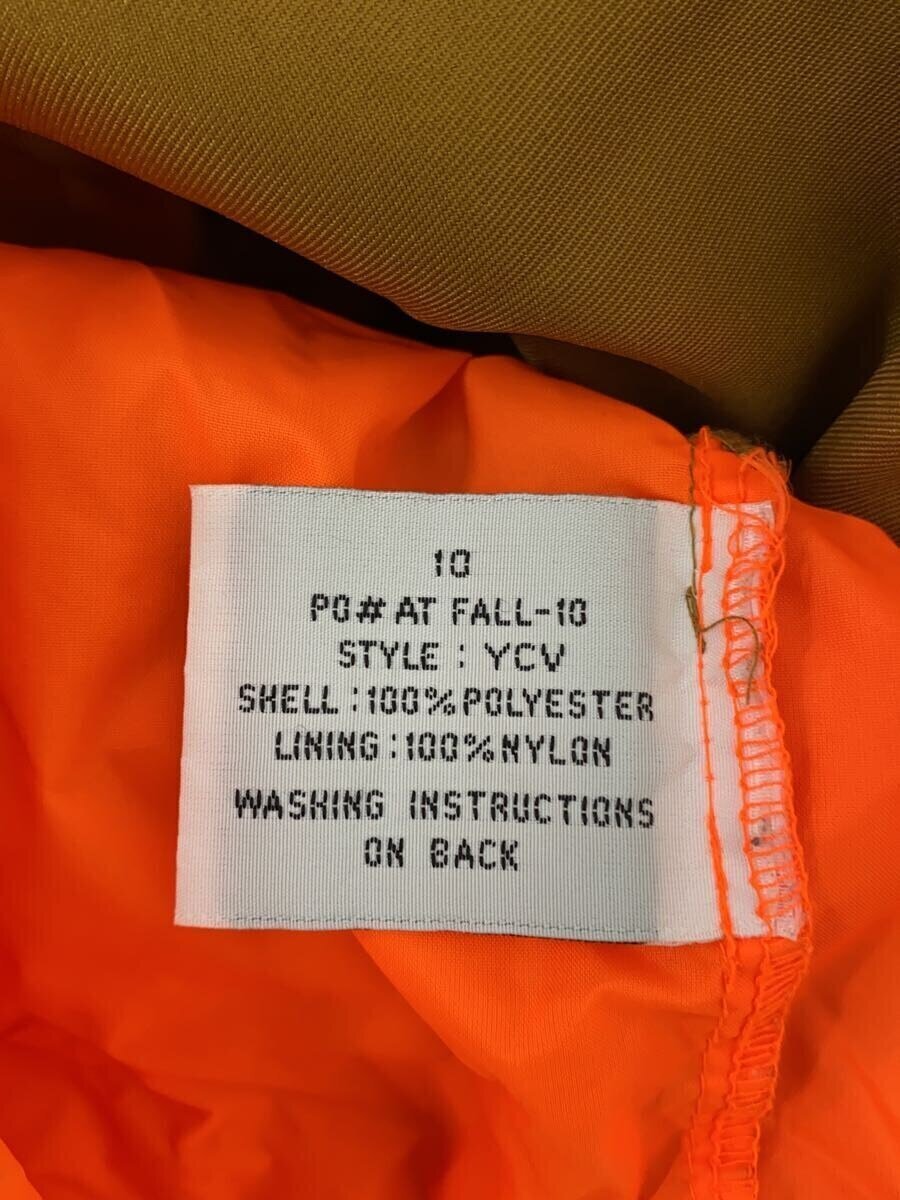 10
PO# AT FALL-10
STYLE : YCV
SHELL : 100% POLYESTER
LINING : 100% NYLON
WASHING INSTRUCTIONS
ON BACK